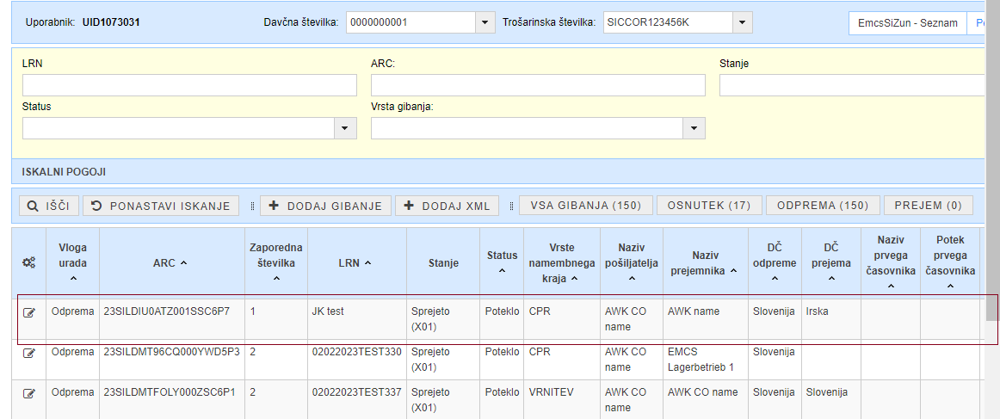 Uporabnik: UID1073031 Davčna številka: 0000000001 Trošarinska številka: SICCOR123456K EmcsSiZun - Seznam
LRN ARC: Stanje
Status Vrsta gibanja:
ISKALNI POGOJI
IŠČI PONASTAVI ISKANJE DODAJ GIBANJE DODAJ XML VSA GIBANJA (150) OSNUTEK (17) ODPREMA (150) PREJEM (0)
Vloga urada ARC Zaporedna številka LRN Stanje Status Vrste namembnega kraja Naziv pošiljatelja Naziv prejemnika DČ odpreme DČ prejema Naziv prvega časovnika Potek prvega časovnika
Odprema 23SILDIU0ATZ001SSC6P7 1 JK test Sprejeto (X01) Poteklo CPR AWK CO name AWK name Slovenija Irska
Odprema 23SILDMT96CQ000YWD5P3 2 02022023TEST330 Sprejeto (X01) Poteklo CPR AWK CO name EMCS Lagerbetrieb 1 Slovenija
Odprema 23SILDMTFOLY000ZSC6P1 2 02022023TEST337 Sprejeto (X01) Poteklo VRNITEV AWK CO name AWK CO name Slovenija Slovenija